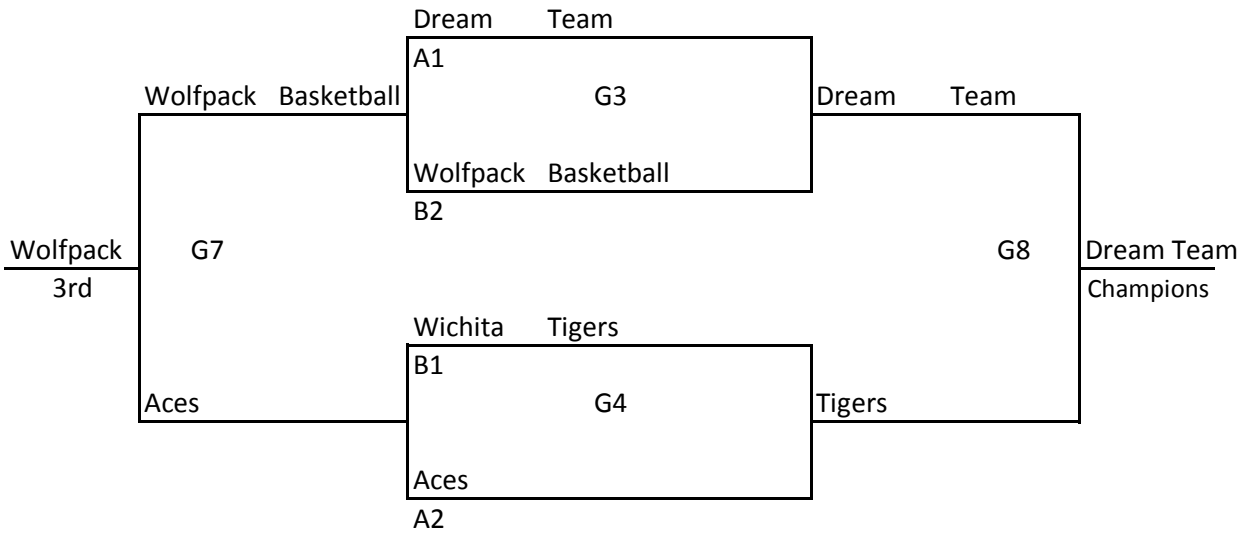 Dream Team
A1
Wolfpack Basketball G3 Dream Team
Wolfpack Basketball
B2
Wolfpack G7 G8 Dream Team
3rd Champions
Wichita Tigers
B1
Aces G4 Tigers
Aces
A2